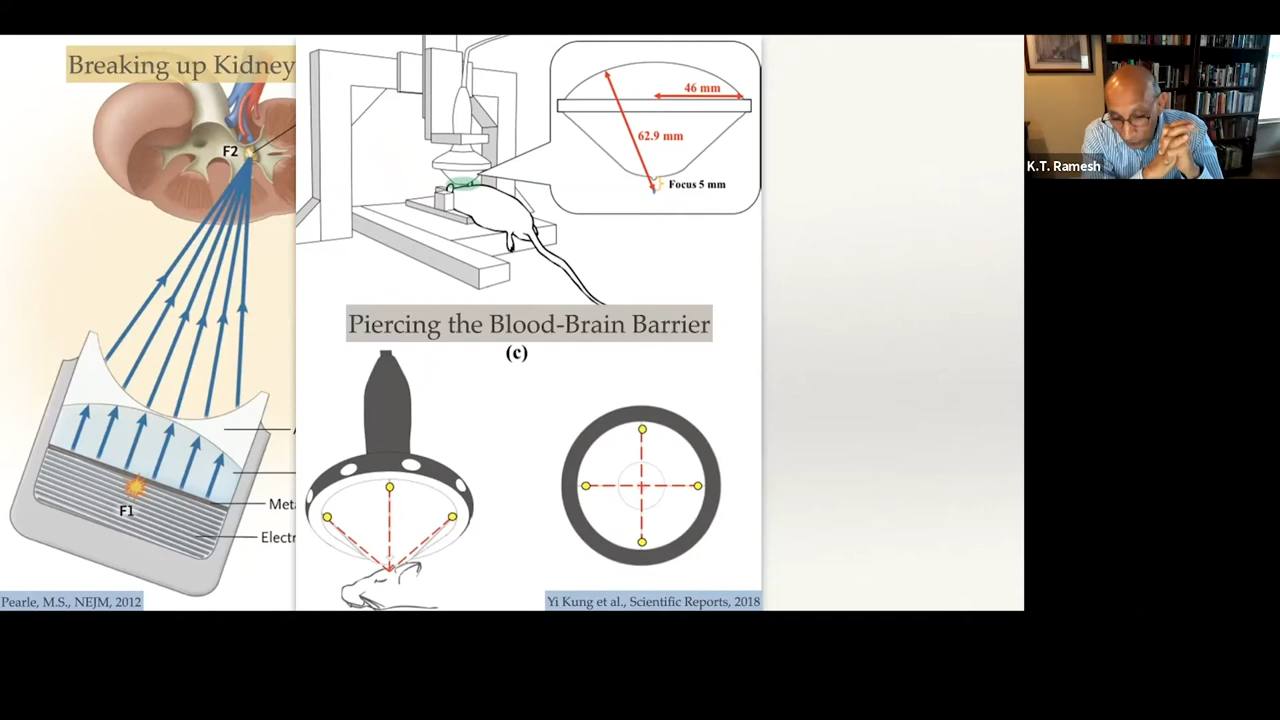 Breaking up Kidney
F2
F1
Meta
Electr
Pearle, M.S., NEJM, 2012
46 mm
62.9 mm
Focus 5 mm
Piercing the Blood-Brain Barrier
(c)
Yi Kung et al., Scientific Reports, 2018
K.T. Ramesh